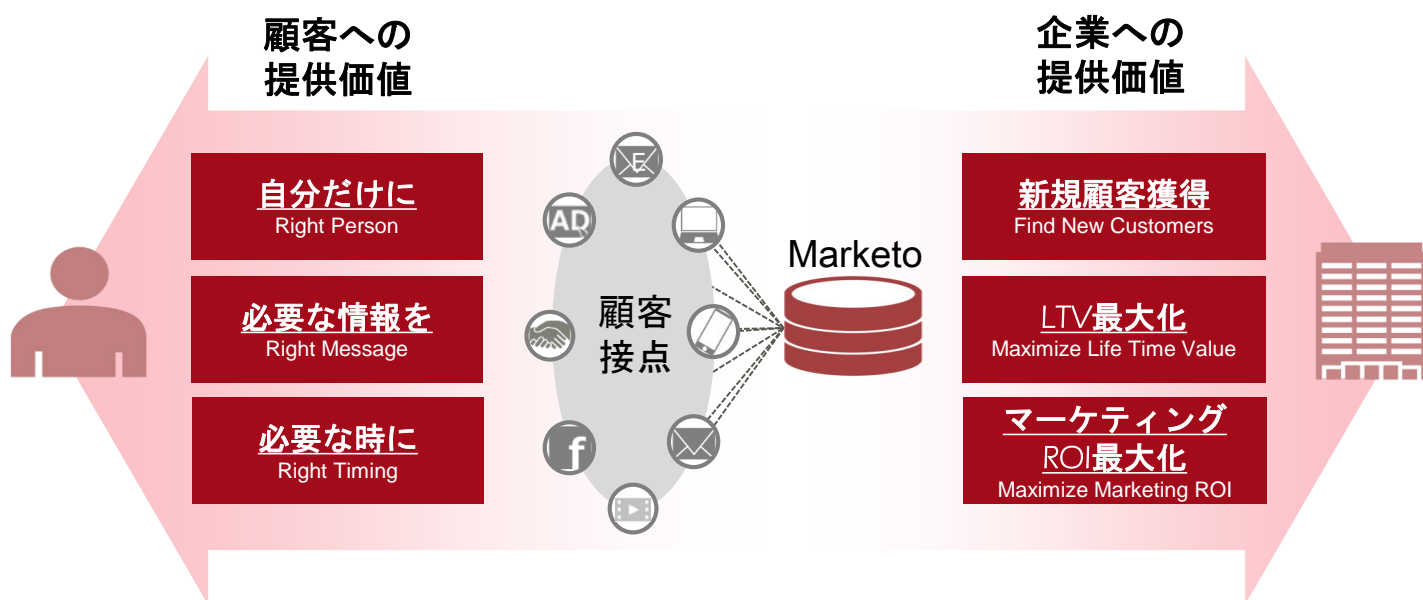 顧客への
提供価値
自分だけに
Right Person
必要な情報を
Right Message
必要な時に
Right Timing
E
AD
顧客
接点
f
Marketo
企業への
提供価値
新規顧客獲得
Find New Customers
LTV最大化
Maximize Life Time Value
マーケティング
ROI最大化
Maximize Marketing ROI